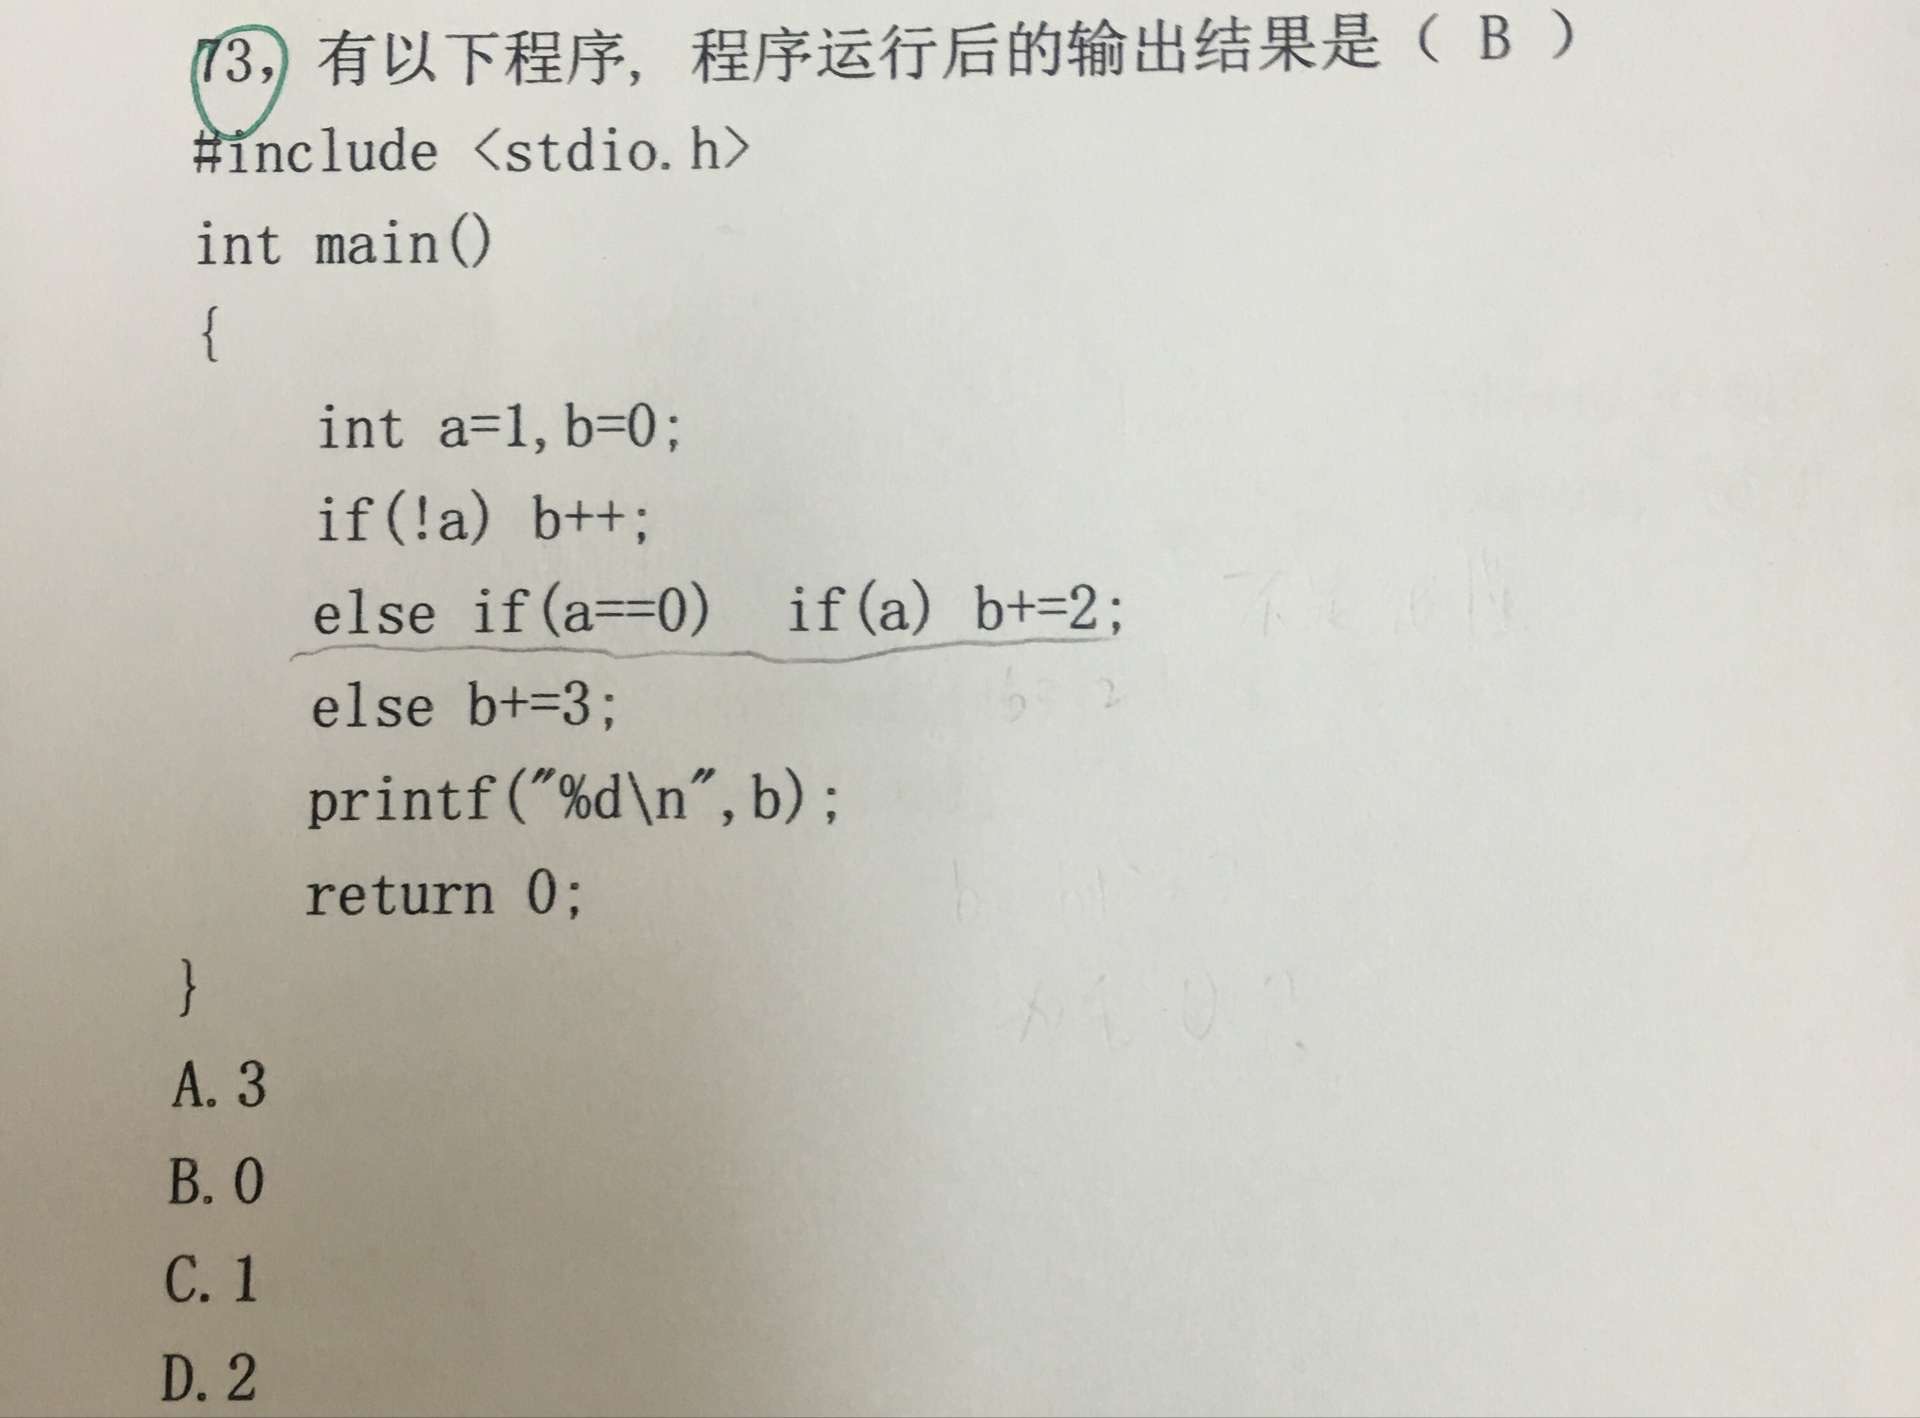 73，有以下程序，程序运行后的输出结果是（ B ）
#include <stdio.h>
int main()
{
int a=1,b=0;
if(!a) b++;
else if(a==0)  if(a) b+=2;
else b+=3;
printf("%d\n",b);
return 0;
}
A. 3
B. 0
C. 1
D. 2